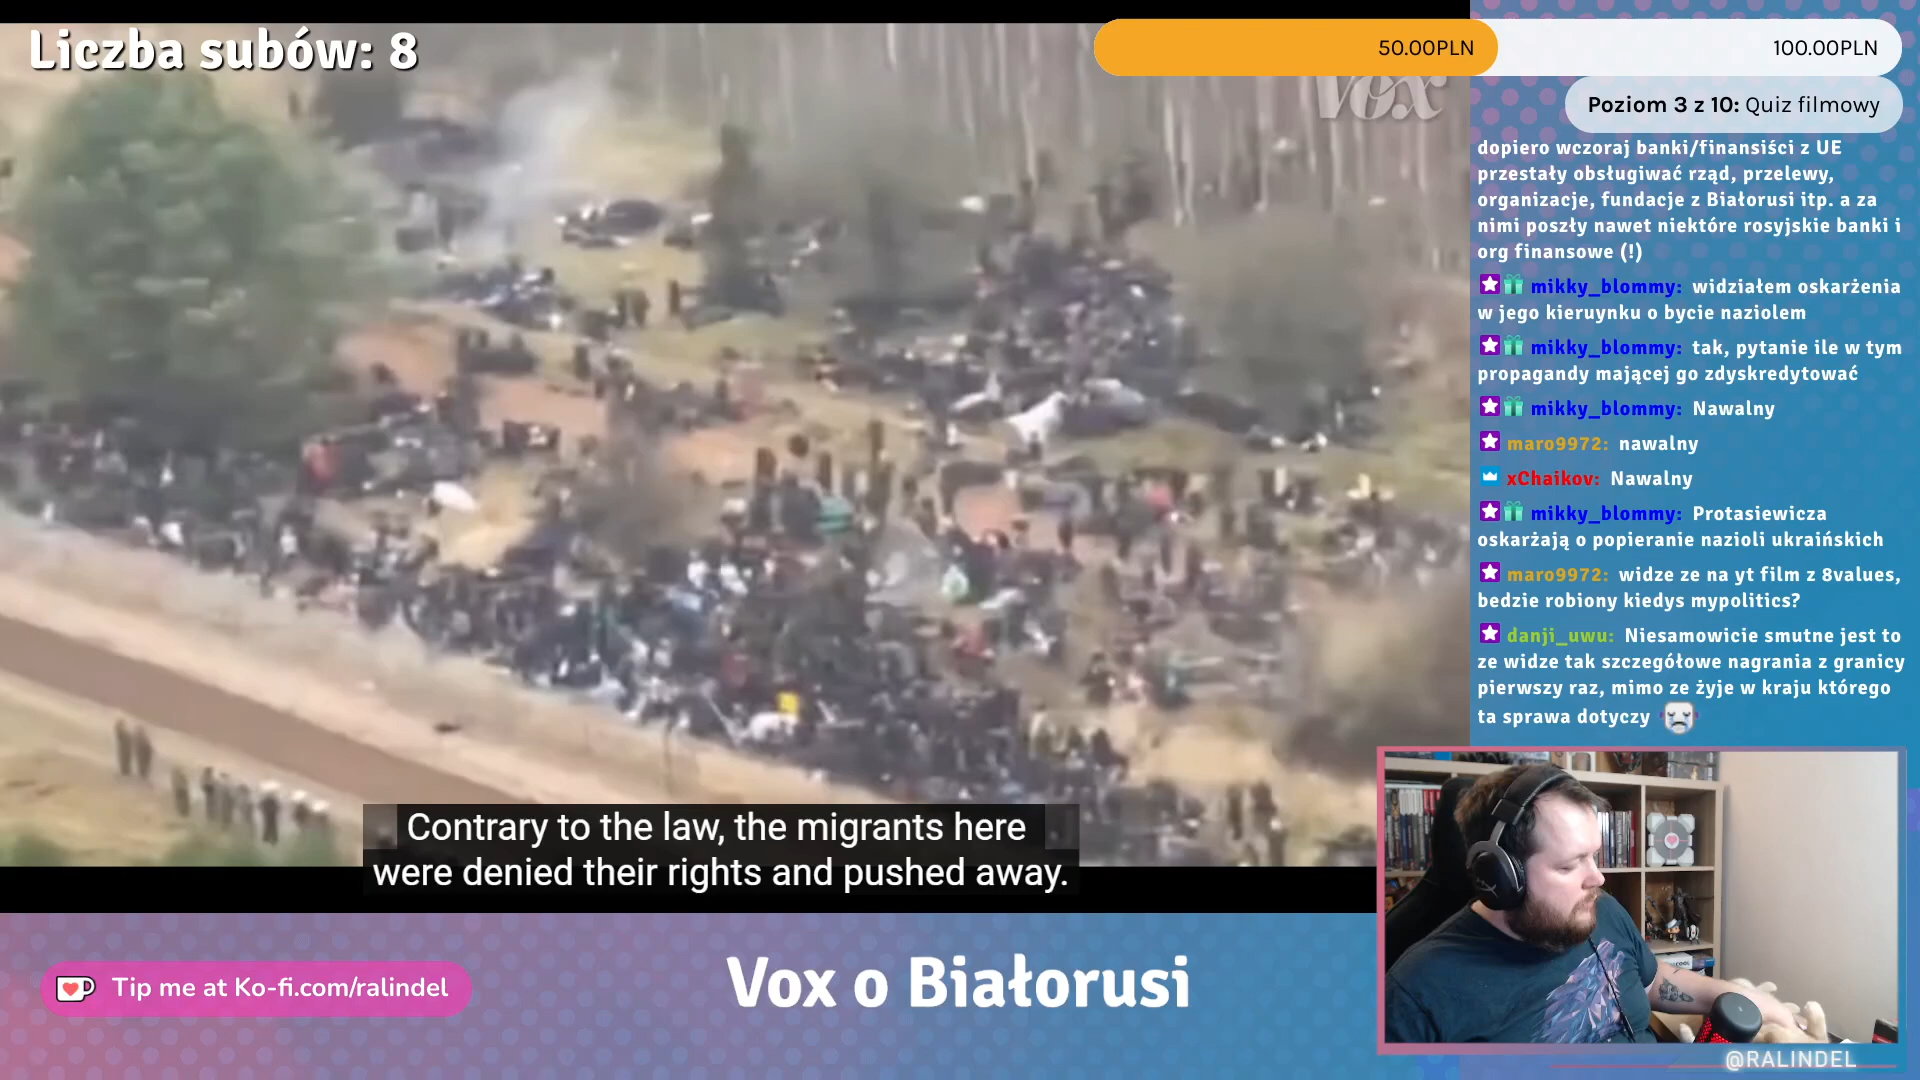 Liczba subów: 8
50.00PLN
100.00PLN
Vox
Poziom 3 z 10: Quiz filmowy
dopiero wczoraj banki/finansiści z UE
przestały obsługiwać rząd, przelewy,
organizacje, fundacje z Białorusi itp. a za
nimi poszły nawet niektóre rosyjskie banki i
org finansowe (!)
mikky_blommy: widziałem oskarżenia
w jego kieruynku o bycie naziolem
mikky_blommy: tak, pytanie ile w tym
propagandy mającej go zdyskredytować
mikky_blommy: Nawalny
maro9972: nawalny
xChaikov: Nawalny
mikky_blommy: Protasiewicza
oskarżają o popieranie nazioli ukraińskich
maro9972: widze ze na yt film z 8values,
bedzie robiony kiedys mypolitics?
danji_uwu: Niesamowicie smutne jest to
ze widze tak szczegółowe nagrania z granicy
pierwszy raz, mimo ze żyje w kraju którego
ta sprawa dotyczy
Contrary to the law, the migrants here
were denied their rights and pushed away.
Tip me at Ko-fi.com/ralindel
Vox o Białorusi
@RALINDEL